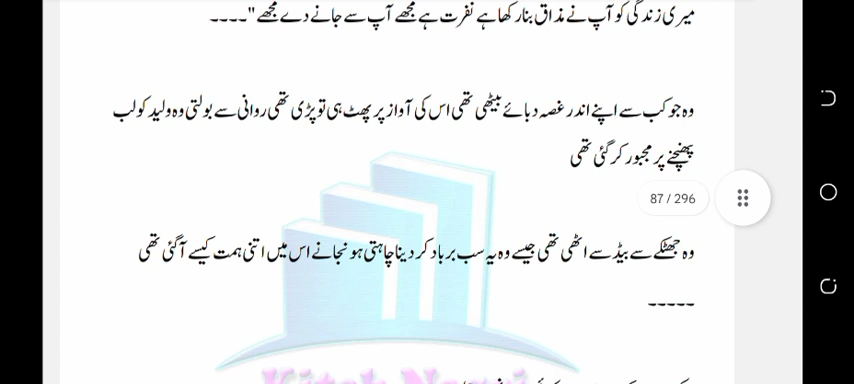 میری زندگی کو آپ نے مذاق بنا رکھا ہے نفرت ہے مجھے آپ سے جانے دے مجھے"۔۔۔۔
وہ جو کب سے اپنے اندر غصہ دبائے بیٹھی تھی اس کی آواز پر پھٹ ہی تو پڑی تھی روانی سے بولتی وہ ولید کو لب
بھنچنے پر مجبور کر گئی تھی
87 / 296
وہ جھٹکے سے بیڈ سے اٹھی تھی جیسے وہ یہ سب برباد کر دینا چاہتی ہو نجانے اس میں اتنی ہمت کیسے آگئی تھی
۔۔۔۔۔